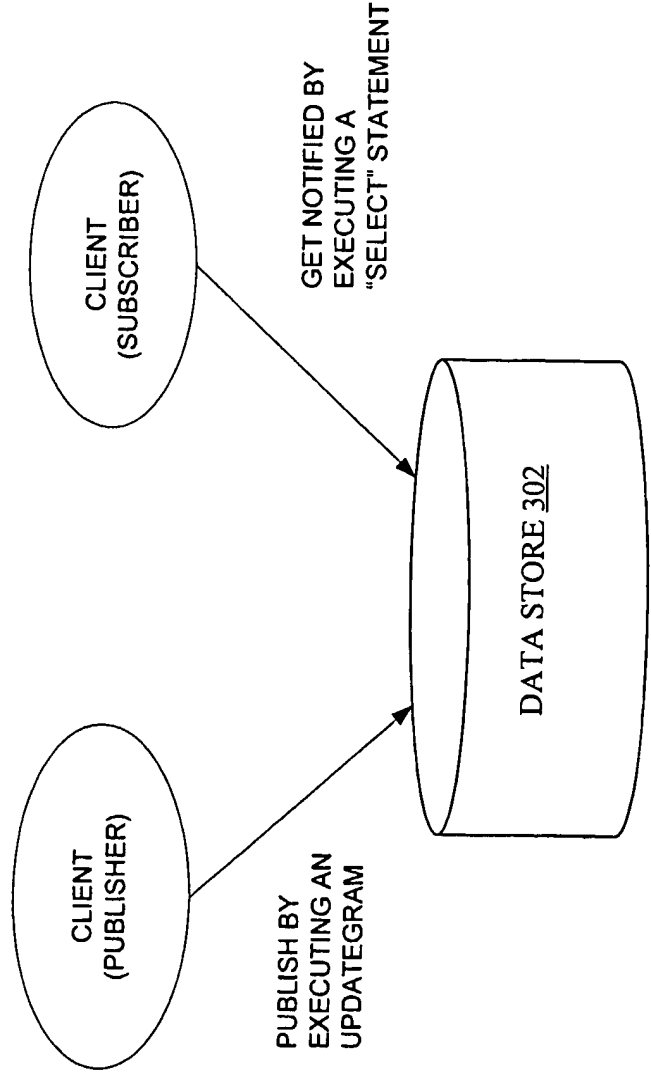 CLIENT
(PUBLISHER)
CLIENT
(SUBSCRIBER)
PUBLISH BY
EXECUTING AN
UPDATEGRAM
GET NOTIFIED BY
EXECUTING A
"SELECT" STATEMENT
DATA STORE 302